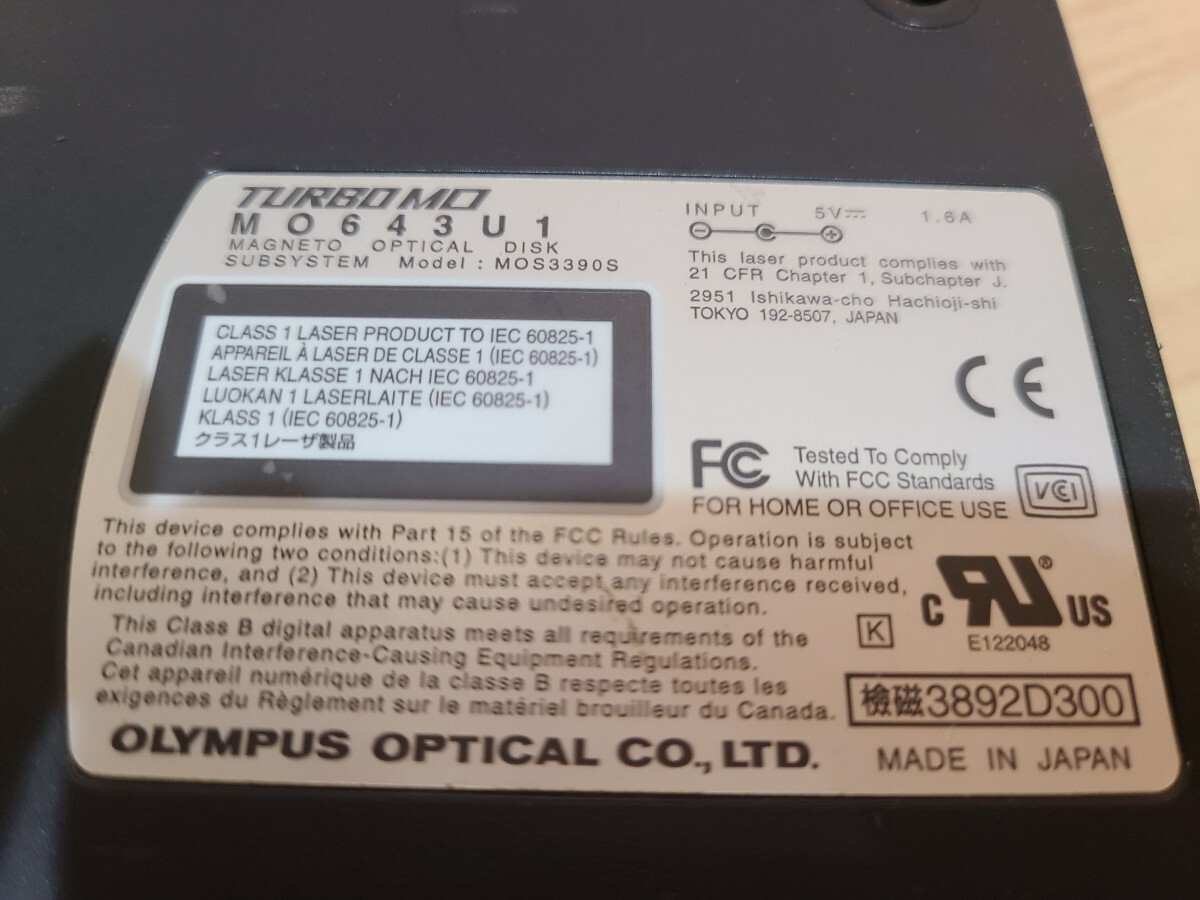 TURBO MO
MO643U1
MAGNETO OPTICAL DISK
SUBSYSTEM Model : MOS3390S
INPUT 5V 1.6A
This laser product complies with
21 CFR Chapter 1, Subchapter J.
2951 Ishikawa-cho Hachioji-shi
TOKYO 192-8507, JAPAN
CLASS 1 LASER PRODUCT TO IEC 60825-1
APPAREIL À LASER DE CLASSE 1 (IEC 60825-1)
LASER KLASSE 1 NACH IEC 60825-1
LUOKAN 1 LASERLAITE (IEC 60825-1)
KLASS 1 (IEC 60825-1)
クラス1レーザ製品
CE
FC Tested To Comply
With FCC Standards
FOR HOME OR OFFICE USE
VCI
This device complies with Part 15 of the FCC Rules. Operation is subject
to the following two conditions:(1) This device may not cause harmful
interference, and (2) This device must accept any interference received,
including interference that may cause undesired operation.
This Class B digital apparatus meets all requirements of the
Canadian Interference-Causing Equipment Regulations.
Cet appareil numérique de la classe B respecte toutes les
exigences du Règlement sur le matériel brouilleur du Canada.
K
C RU® US
E122048
檢磁3892D300
OLYMPUS OPTICAL CO., LTD.
MADE IN JAPAN